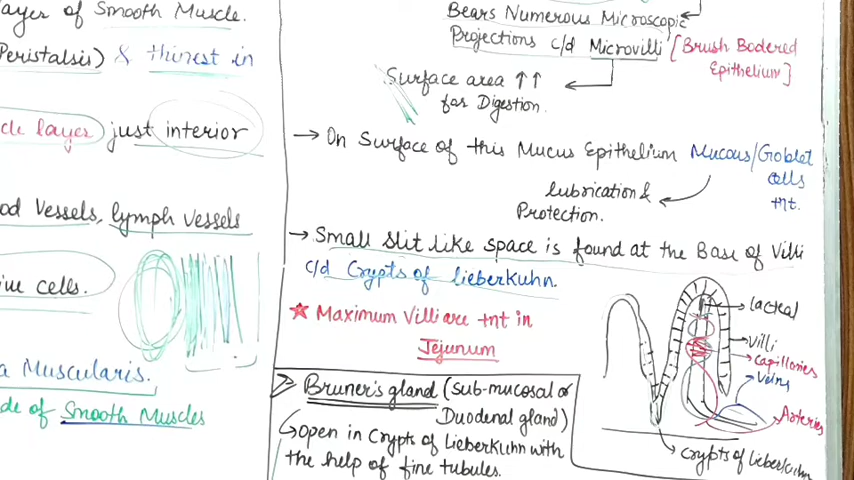 ayer of Smooth Muscle.
Peristalsis) & thinest in
cle layer) just interior
od Vessels, lymph vessels
ine cells.
a Muscularis.
de of Smooth Muscles
Bears Numerous Microscopic
Projections c/d Microvilli [Brush Bodered
Epithelium]
Surface area ↑↑
for Digestion.
→ On Surface of this Mucus Epithelium Mucous/Goblet
cells
+nt.
lubrication &
Protection.
→ Small slit like space is found at the Base of Villi
c/d Crypts of lieberkuhn.
★ Maximum Villi are +nt in
Jejunum
Bruner's gland (sub-mucosal or
Duodenal gland)
↳ open in Crypts of Lieberkuhn with
the help of fine tubules.
lacteal
Villi
Capillaries
Veins
Arteries
crypts of lieberkuhn